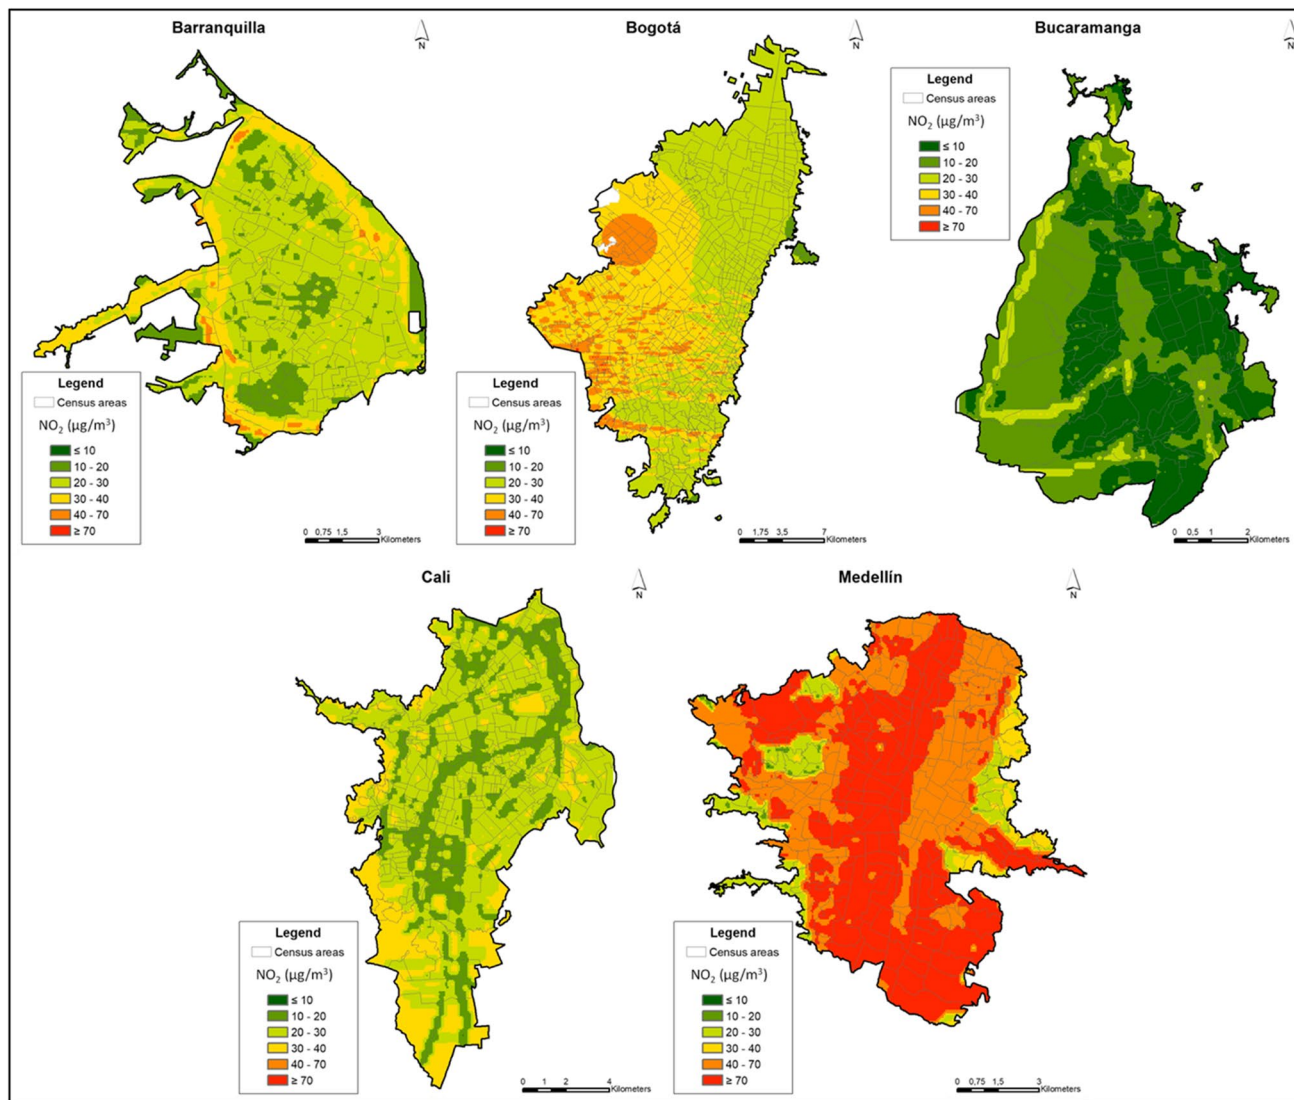 Barranquilla
N
Legend
Census areas
NO2 (µg/m3)
≤ 10
10 - 20
20 - 30
30 - 40
40 - 70
≥ 70
0 0,75 1,5 3
Kilometers
Bogotá
N
Legend
Census areas
NO2 (µg/m3)
≤ 10
10 - 20
20 - 30
30 - 40
40 - 70
≥ 70
0 1,75 3,5 7
Kilometers
Bucaramanga
N
Legend
Census areas
NO2 (µg/m3)
≤ 10
10 - 20
20 - 30
30 - 40
40 - 70
≥ 70
0 0,5 1 2
Kilometers
Cali
N
Legend
Census areas
NO2 (µg/m3)
≤ 10
10 - 20
20 - 30
30 - 40
40 - 70
≥ 70
0 1 2 4
Kilometers
Medellín
N
Legend
Census areas
NO2 (µg/m3)
≤ 10
10 - 20
20 - 30
30 - 40
40 - 70
≥ 70
0 0,75 1,5 3
Kilometers